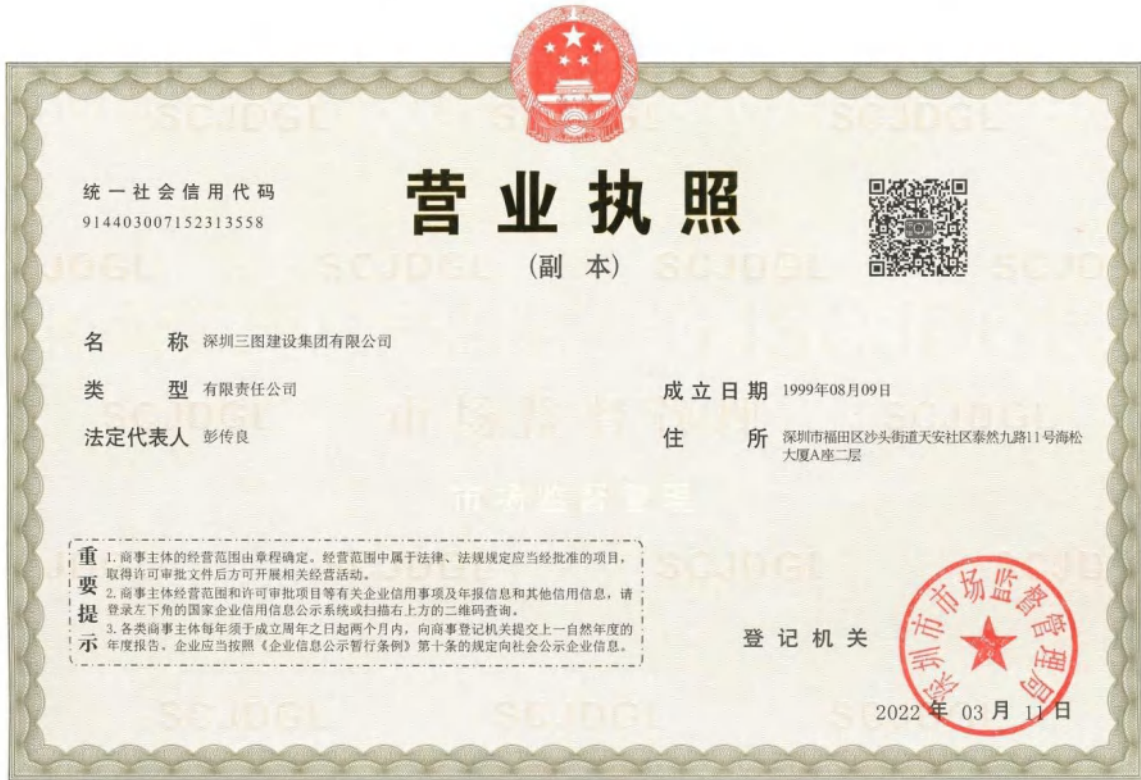 营业执照
(副 本)
统一社会信用代码
914403007152313558
名 称 深圳三图建设集团有限公司
类 型 有限责任公司
法定代表人 彭传良
成立日期 1999年08月09日
住 所 深圳市福田区沙头街道天安社区泰然九路11号海松
大厦A座二层
重要提示
1.商事主体的经营范围由章程确定。经营范围中属于法律、法规规定应当经批准的项目，
取得许可审批文件后方可开展相关经营活动。
2.商事主体经营范围和许可审批项目等有关企业信用事项及年报信息和其他信用信息，请
登录左下角的国家企业信用信息公示系统或扫描右上方的二维码查询。
3.各类商事主体每年须于成立周年之日起两个月内，向商事登记机关提交上一自然年度的
年度报告。企业应当按照《企业信息公示暂行条例》第十条的规定向社会公示企业信息。
登记机关
深圳市市场监督管理局
2022 年 03 月 11 日
SCJDGL
市场监督管理